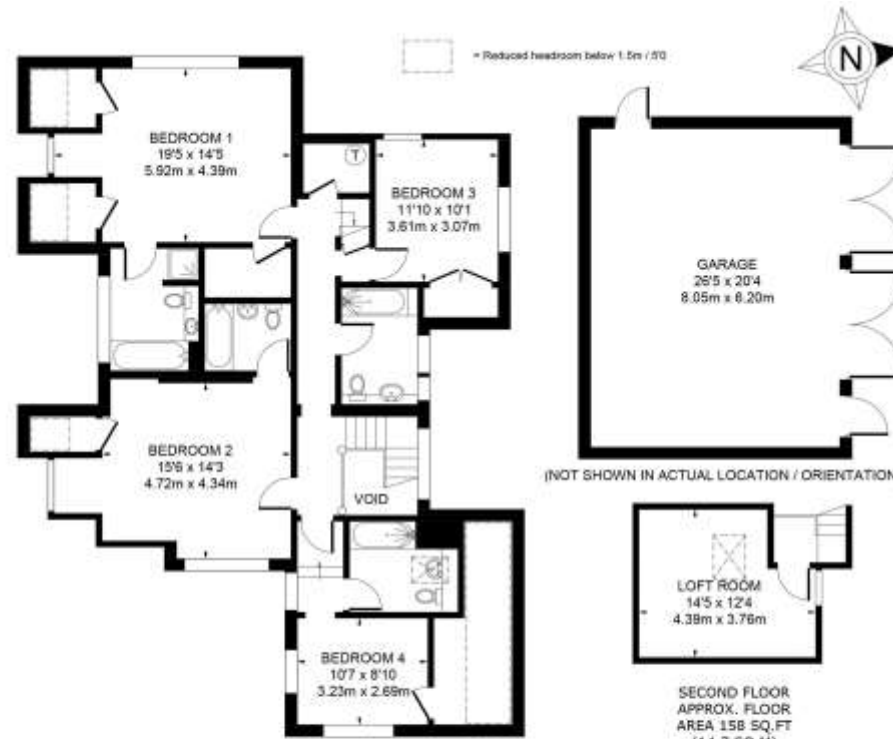 = Reduced headroom below 1.5m / 5'0
N
BEDROOM 1
19'5 x 14'5
5.92m x 4.39m
T
BEDROOM 3
11'10 x 10'1
3.61m x 3.07m
GARAGE
26'5 x 20'4
8.05m x 6.20m
BEDROOM 2
15'6 x 14'3
4.72m x 4.34m
VOID
(NOT SHOWN IN ACTUAL LOCATION / ORIENTATION
LOFT ROOM
14'5 x 12'4
4.39m x 3.76m
BEDROOM 4
10'7 x 8'10
3.23m x 2.69m
SECOND FLOOR
APPROX. FLOOR
AREA 158 SQ.FT